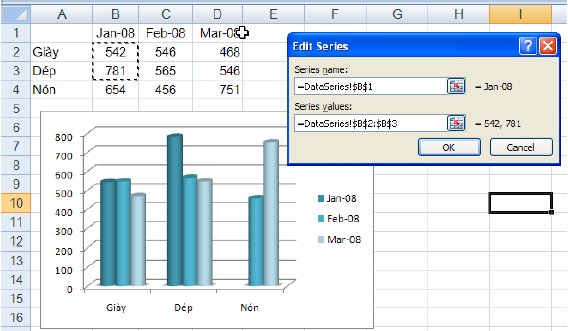 A B C D E F G H I
1 Jan-08 Feb-08 Mar-08
2 Giày 542 546 468
3 Dép 781 565 546
4 Nón 654 456 751
5
6
7
8
9
10
11
12
13
14
15
16
Edit Series
Series name:
=DataSeries!$B$1 = Jan-08
Series values:
=DataSeries!$B$2:$B$3 = 542, 781
OK Cancel
800
700
600
500
400
300
200
100
0
Giày Dép Nón
Jan-08
Feb-08
Mar-08